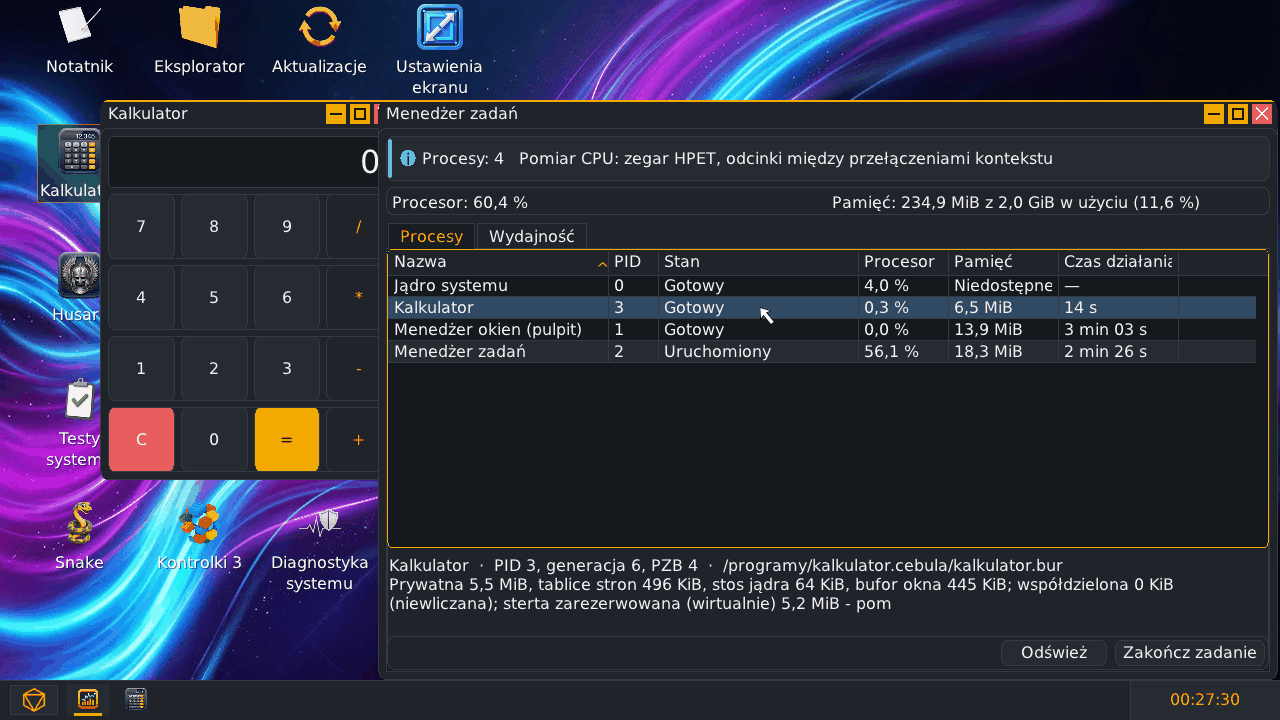 Notatnik
Eksplorator
Aktualizacje
Ustawienia
ekranu
Kalkulator
Menedżer zadań
0
Procesy: 4 Pomiar CPU: zegar HPET, odcinki między przełączeniami kontekstu
Procesor: 60,4 %
Pamięć: 234,9 MiB z 2,0 GiB w użyciu (11,6 %)
7 8 9 /
4 5 6 *
1 2 3 -
C 0 = +
Procesy
Wydajność
Nazwa PID Stan Procesor Pamięć Czas działania
Jądro systemu 0 Gotowy 4,0 % Niedostępne —
Kalkulator 3 Gotowy 0,3 % 6,5 MiB 14 s
Menedżer okien (pulpit) 1 Gotowy 0,0 % 13,9 MiB 3 min 03 s
Menedżer zadań 2 Uruchomiony 56,1 % 18,3 MiB 2 min 26 s
12,345
Kalkulat
Husar
Testy
system
Snake
Kontrolki 3
Diagnostyka
systemu
Kalkulator · PID 3, generacja 6, PZB 4 · /programy/kalkulator.cebula/kalkulator.bur
Prywatna 5,5 MiB, tablice stron 496 KiB, stos jądra 64 KiB, bufor okna 445 KiB; współdzielona 0 KiB
(niewliczana); sterta zarezerwowana (wirtualnie) 5,2 MiB - pom
Odśwież
Zakończ zadanie
00:27:30